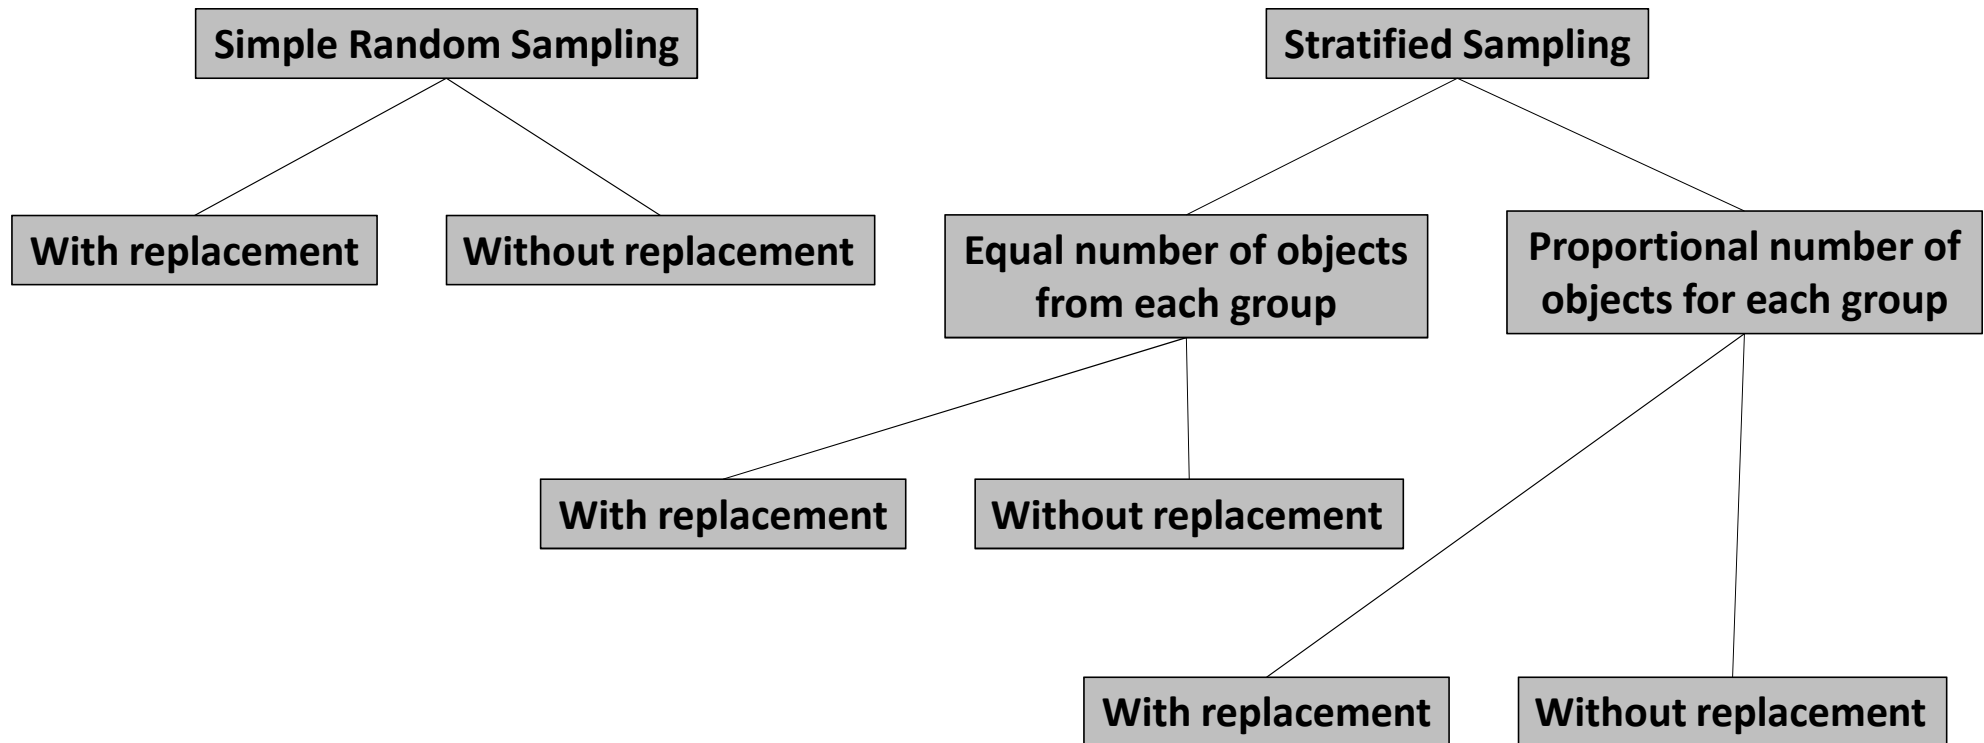 Simple Random Sampling
Stratified Sampling
With replacement
Without replacement
Equal number of objects
from each group
Proportional number of
objects for each group
With replacement
Without replacement
With replacement
Without replacement